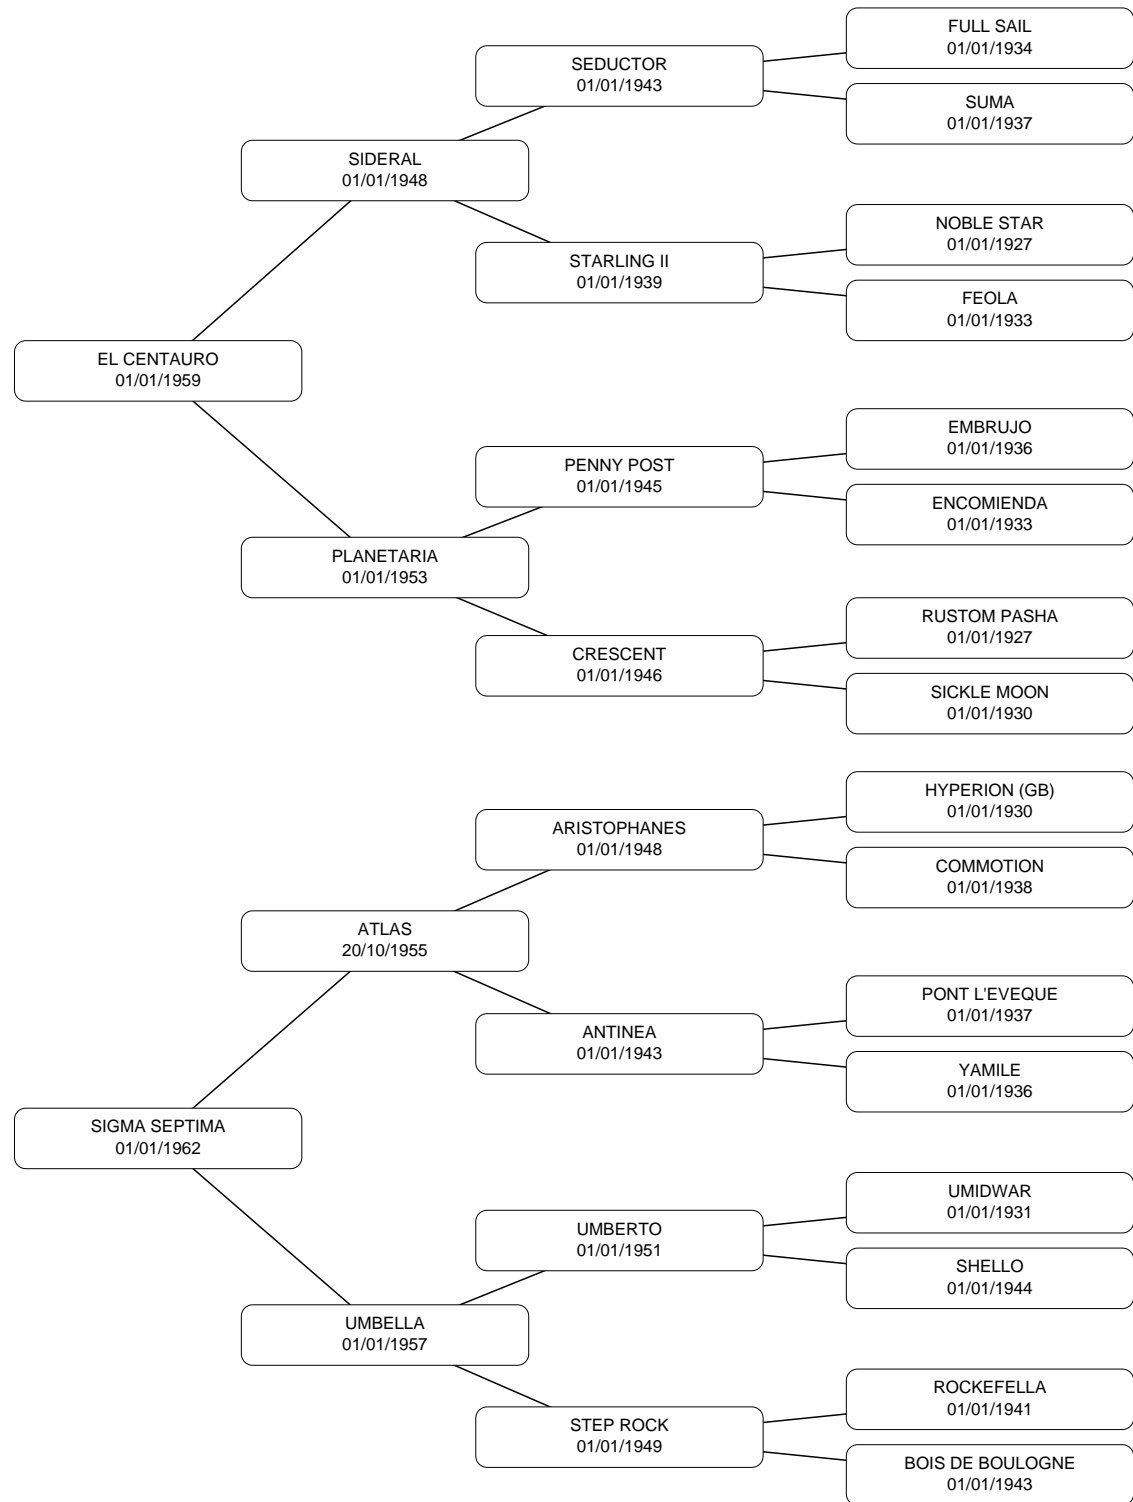 FULL SAIL
01/01/1934
SEDUCTOR
01/01/1943
SUMA
01/01/1937
SIDERAL
01/01/1948
NOBLE STAR
01/01/1927
STARLING II
01/01/1939
FEOLA
01/01/1933
EL CENTAURO
01/01/1959
EMBRUJO
01/01/1936
PENNY POST
01/01/1945
ENCOMIENDA
01/01/1933
PLANETARIA
01/01/1953
RUSTOM PASHA
01/01/1927
CRESCENT
01/01/1946
SICKLE MOON
01/01/1930
HYPERION (GB)
01/01/1930
ARISTOPHANES
01/01/1948
COMMOTION
01/01/1938
ATLAS
20/10/1955
PONT L'EVEQUE
01/01/1937
ANTINEA
01/01/1943
YAMILE
01/01/1936
SIGMA SEPTIMA
01/01/1962
UMIDWAR
01/01/1931
UMBERTO
01/01/1951
SHELLO
01/01/1944
UMBELLA
01/01/1957
ROCKEFELLA
01/01/1941
STEP ROCK
01/01/1949
BOIS DE BOULOGNE
01/01/1943